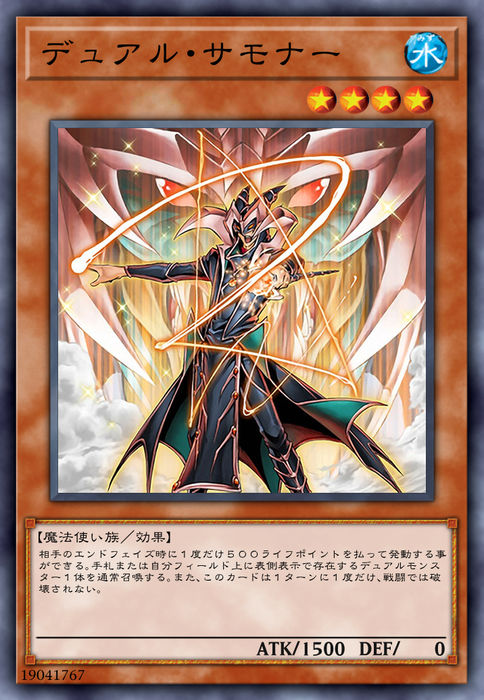 デュアル・サモナー
みず
水
【魔法使い族／効果】
相手のエンドフェイズ時に１度だけ５００ライフポイントを払って発動する事
ができる。手札または自分フィールド上に表側表示で存在するデュアルモンス
ター１体を通常召喚する。また、このカードは１ターンに１度だけ、戦闘では破
壊されない。
ATK/1500 DEF/ 0
19041767